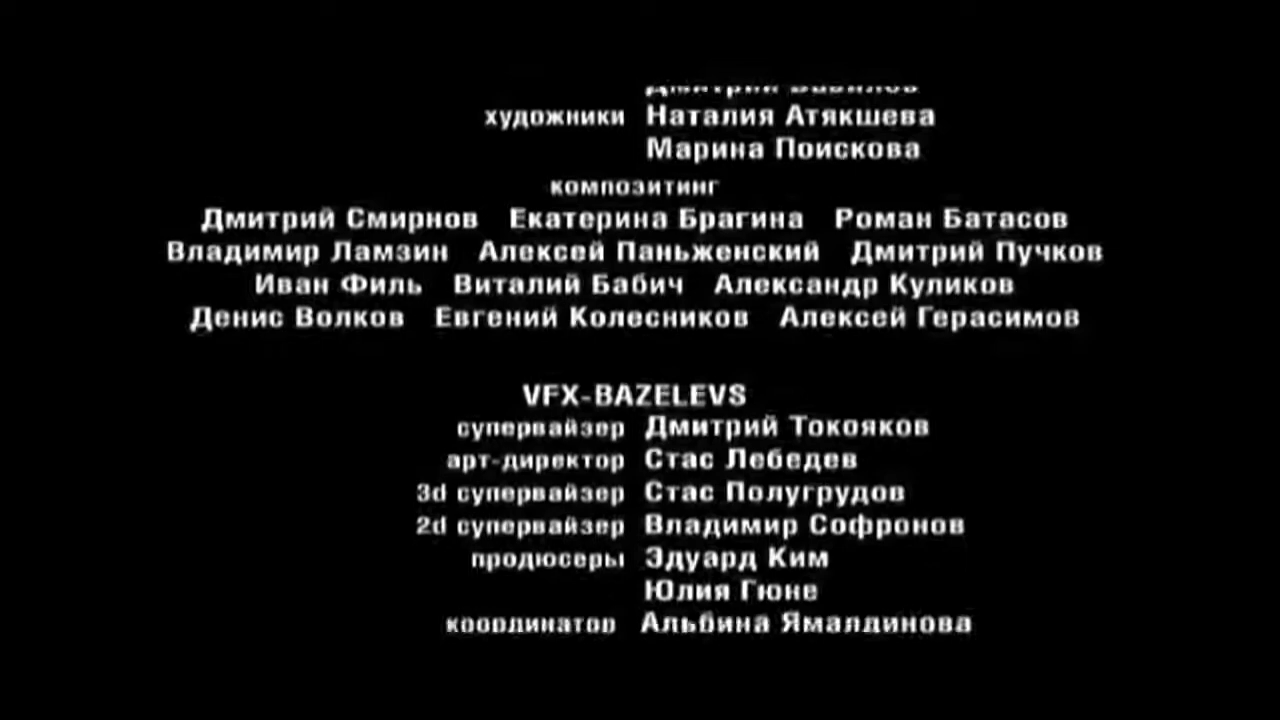 художники Наталия Атякшева
Марина Поискова
композитинг
Дмитрий Смирнов Екатерина Брагина Роман Батасов
Владимир Ламзин Алексей Паньженский Дмитрий Пучков
Иван Филь Виталий Бабич Александр Куликов
Денис Волков Евгений Колесников Алексей Герасимов
VFX-BAZELEVS
супервайзер Дмитрий Токояков
арт-директор Стас Лебедев
3d супервайзер Стас Полугрудов
2d супервайзер Владимир Софронов
продюсеры Эдуард Ким
Юлия Гюне
координатор Альбина Ямалдинова